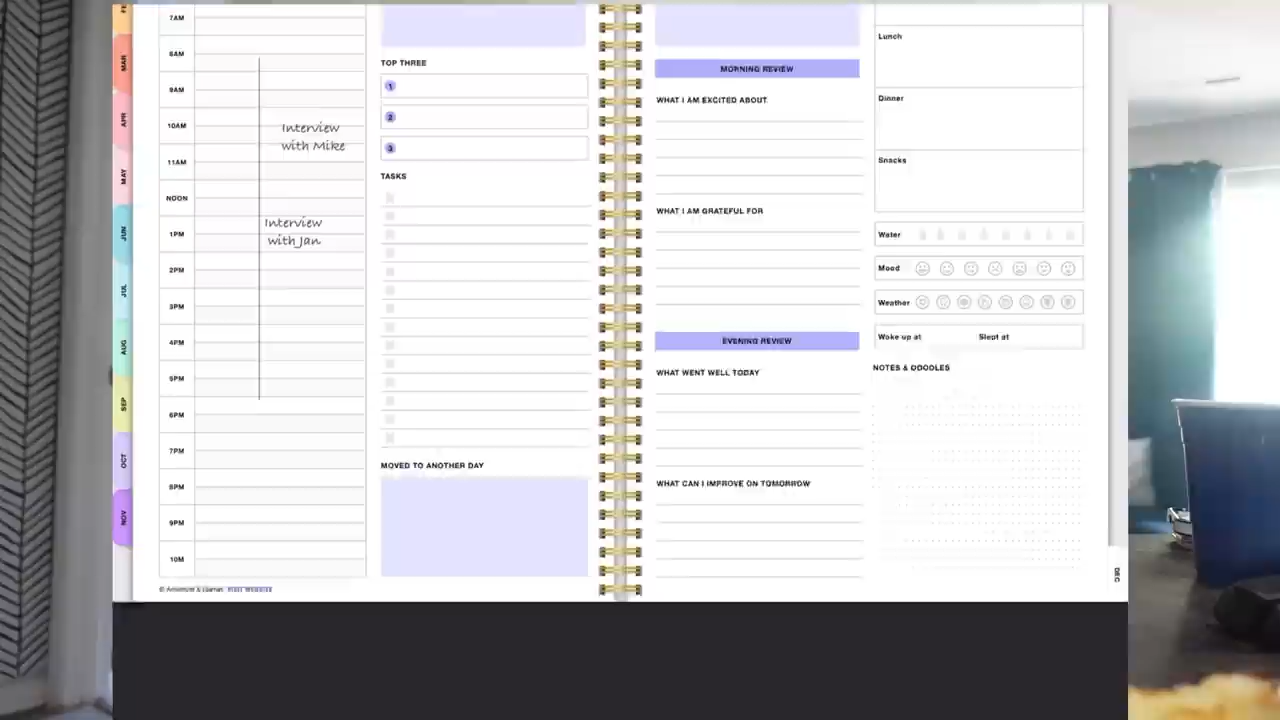 7AM
8AM
9AM
10AM
11AM
NOON
1PM
2PM
3PM
4PM
5PM
6PM
7PM
8PM
9PM
10PM
Interview
with Mike
Interview
with Jan
TOP THREE
1
2
3
TASKS
MOVED TO ANOTHER DAY
MORNING REVIEW
WHAT I AM EXCITED ABOUT
WHAT I AM GRATEFUL FOR
EVENING REVIEW
WHAT WENT WELL TODAY
WHAT CAN I IMPROVE ON TOMORROW
Lunch
Dinner
Snacks
Water
Mood
Weather
Woke up at Slept at
NOTES & DOODLES
MAR
APR
MAY
JUN
JUL
AUG
SEP
OCT
NOV
DEC